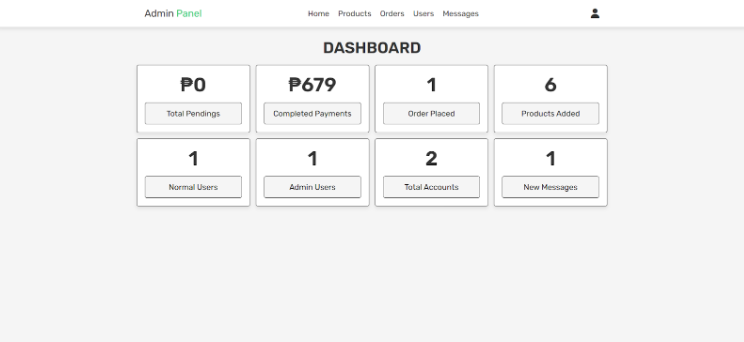 Admin Panel Home Products Orders Users Messages
DASHBOARD
₱0 ₱679 1 6
Total Pendings Completed Payments Order Placed Products Added
1 1 2 1
Normal Users Admin Users Total Accounts New Messages